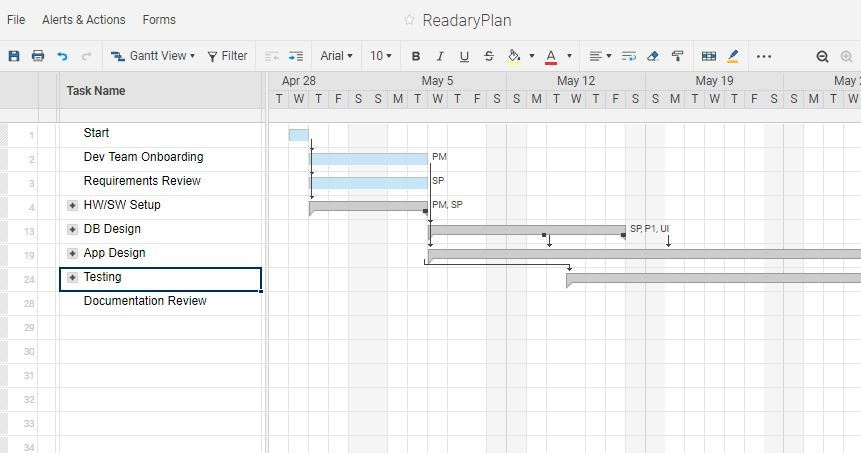 File Alerts & Actions Forms ReadaryPlan
Gantt View Filter Arial 10 B I U S A
Task Name
Apr 28 May 5 May 12 May 19
T W T F S S M T W T F S S M T W T F S S M T W T F S S M T W
1 Start
2 Dev Team Onboarding PM
3 Requirements Review SP
4 HW/SW Setup PM, SP
13 DB Design SP, P1, UI
19 App Design
24 Testing
28 Documentation Review
29
30
31
32
33
34